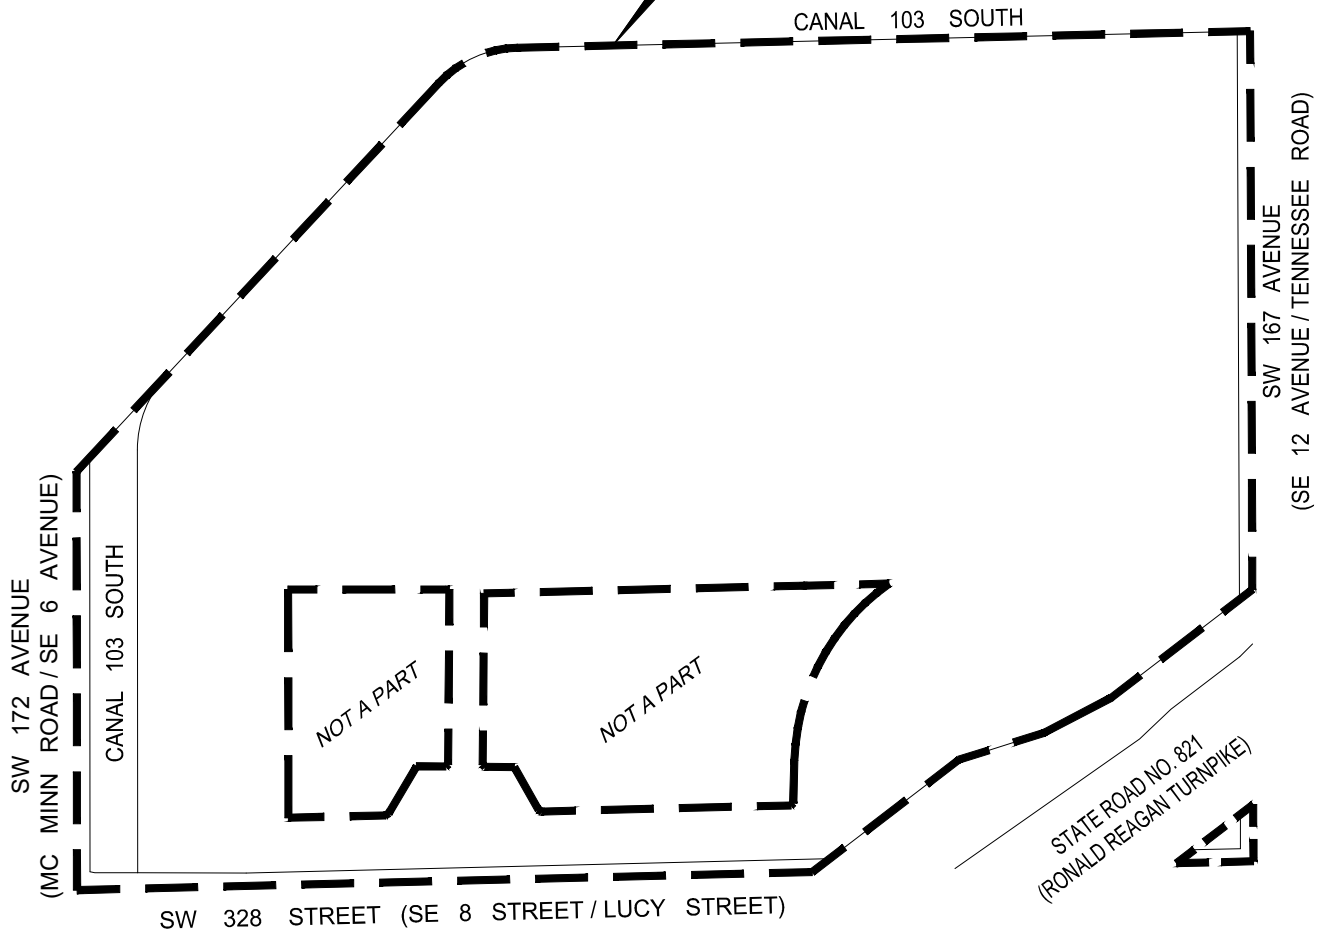 CANAL 103 SOUTH
SW 167 AVENUE
(SE 12 AVENUE / TENNESSEE ROAD)
SW 172 AVENUE
(MC MINN ROAD / SE 6 AVENUE)
CANAL 103 SOUTH
NOT A PART
NOT A PART
STATE ROAD NO. 821
(RONALD REAGAN TURNPIKE)
SW 328 STREET (SE 8 STREET / LUCY STREET)